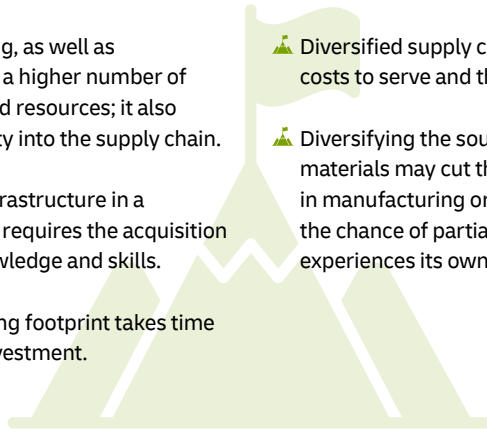 g, as well as
a higher number of
d resources; it also
ty into the supply chain.
rastructure in a
requires the acquisition
wledge and skills.
ng footprint takes time
vestment.
Diversified supply c
costs to serve and th
Diversifying the sou
materials may cut th
in manufacturing or
the chance of partia
experiences its own